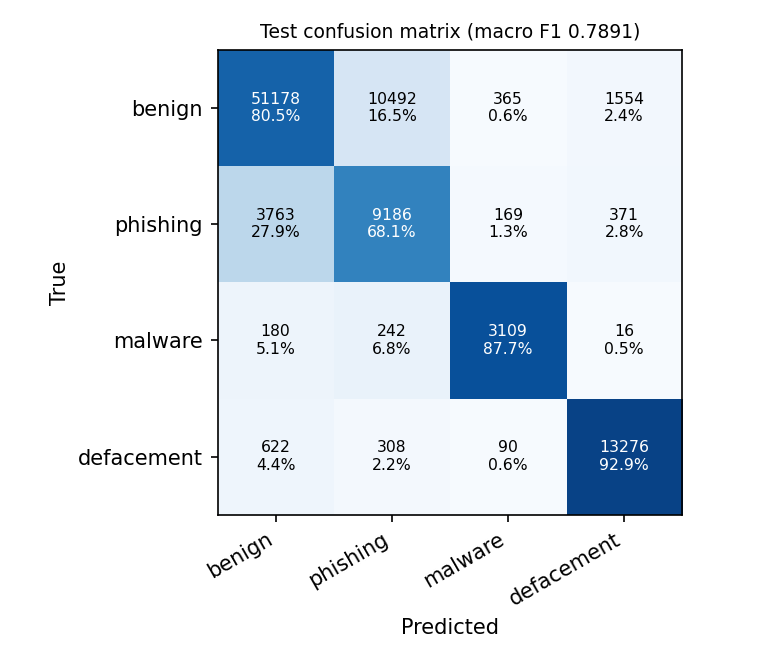 Test confusion matrix (macro F1 0.7891)
True
benign
51178 10492 365 1554
80.5% 16.5% 0.6% 2.4%
phishing
3763 9186 169 371
27.9% 68.1% 1.3% 2.8%
malware
180 242 3109 16
5.1% 6.8% 87.7% 0.5%
defacement
622 308 90 13276
4.4% 2.2% 0.6% 92.9%
benign phishing malware defacement
Predicted